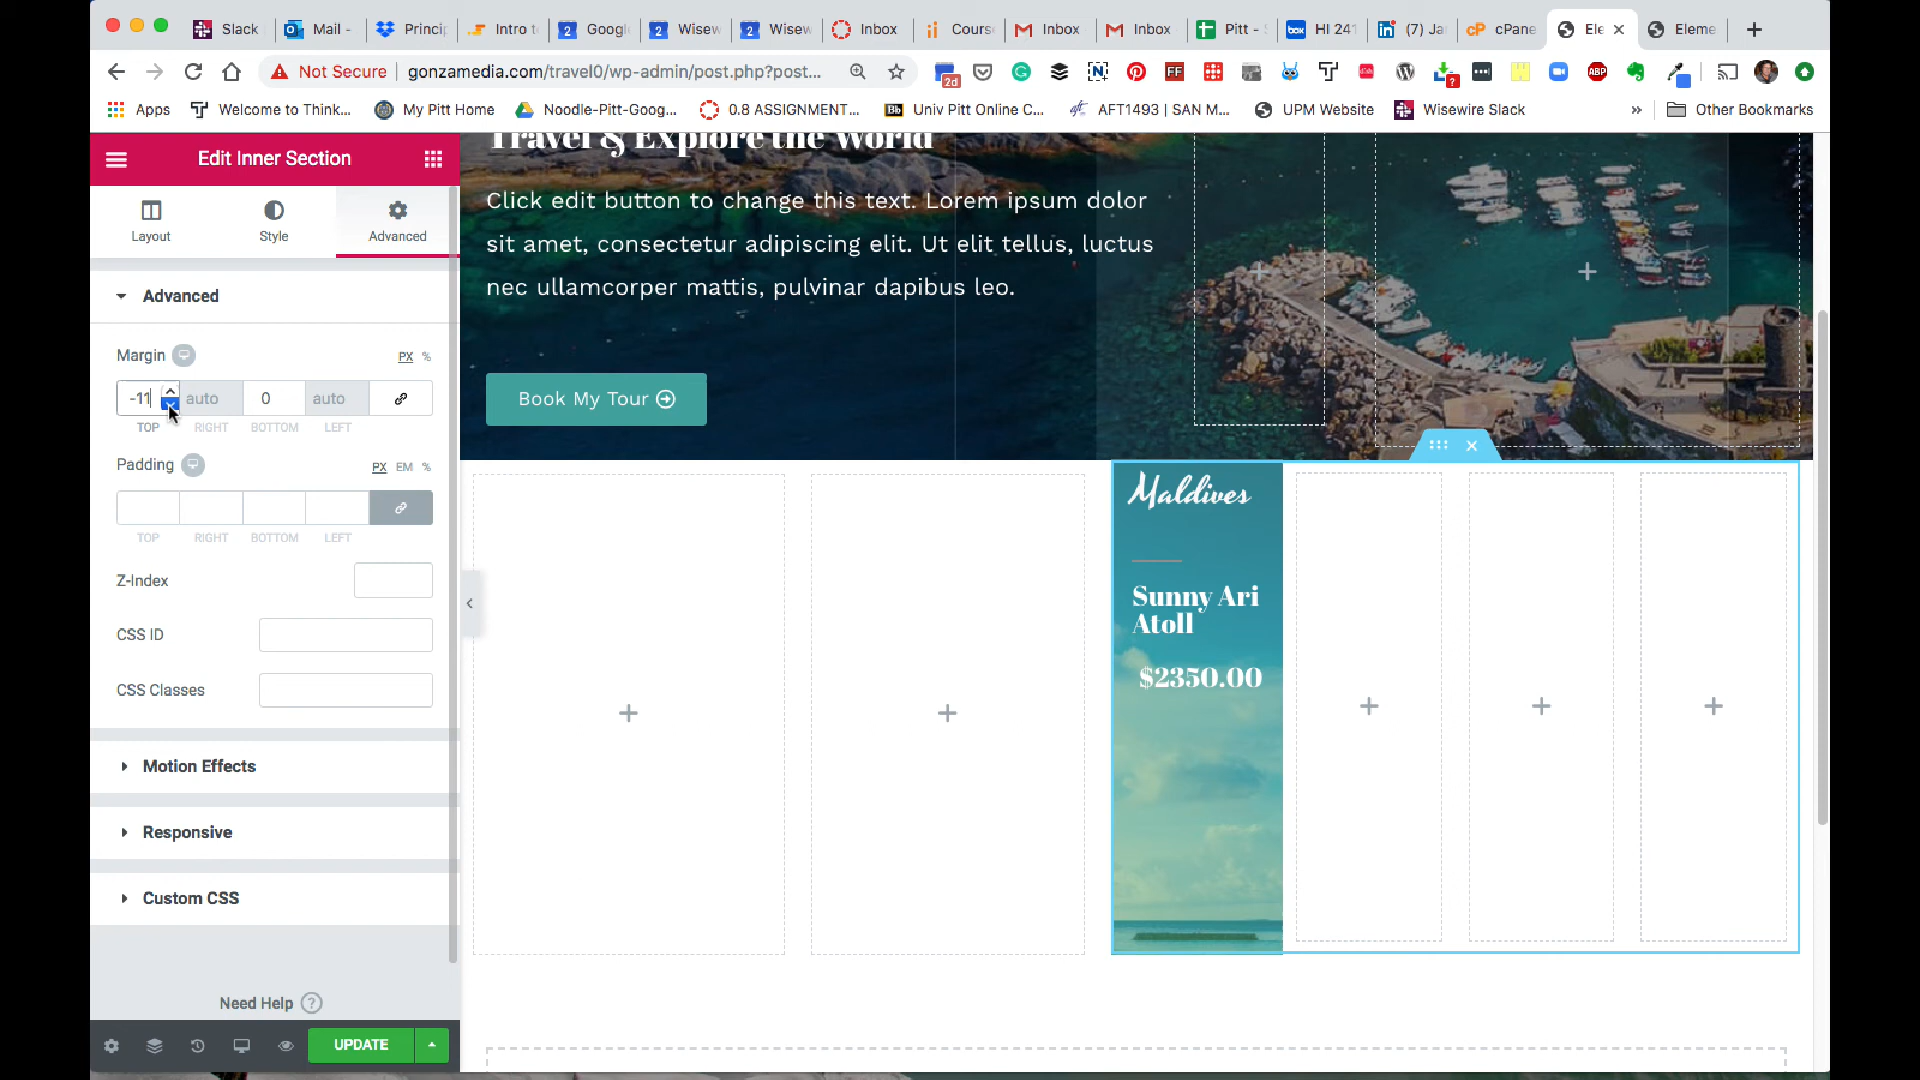 Slack
Mail -
Princi
Intro t
Googl
Wisew
Wisew
Inbox
Cours
Inbox
Inbox
Pitt -
HI 241
(7) Ja
cPane
Ele
Eleme
Not Secure
gonzamedia.com/travel0/wp-admin/post.php?post...
Apps
Welcome to Think...
My Pitt Home
Noodle-Pitt-Goog...
0.8 ASSIGNMENT...
Univ Pitt Online C...
AFT1493 | SAN M...
UPM Website
Wisewire Slack
»
Other Bookmarks
Edit Inner Section
Layout
Style
Advanced
Advanced
Margin
PX %
-11
auto
0
auto
TOP RIGHT BOTTOM LEFT
Padding
PX EM %
TOP RIGHT BOTTOM LEFT
Z-Index
CSS ID
CSS Classes
Motion Effects
Responsive
Custom CSS
Need Help ?
UPDATE
Travel & Explore the World
Click edit button to change this text. Lorem ipsum dolor
sit amet, consectetur adipiscing elit. Ut elit tellus, luctus
nec ullamcorper mattis, pulvinar dapibus leo.
Book My Tour
Maldives
Sunny Ari
Atoll
$2350.00